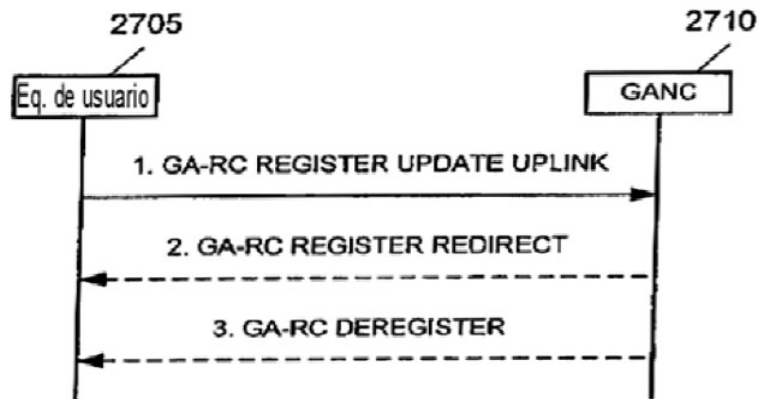 2705
2710
Eq. de usuario
GANC
1. GA-RC REGISTER UPDATE UPLINK
2. GA-RC REGISTER REDIRECT
3. GA-RC DEREGISTER